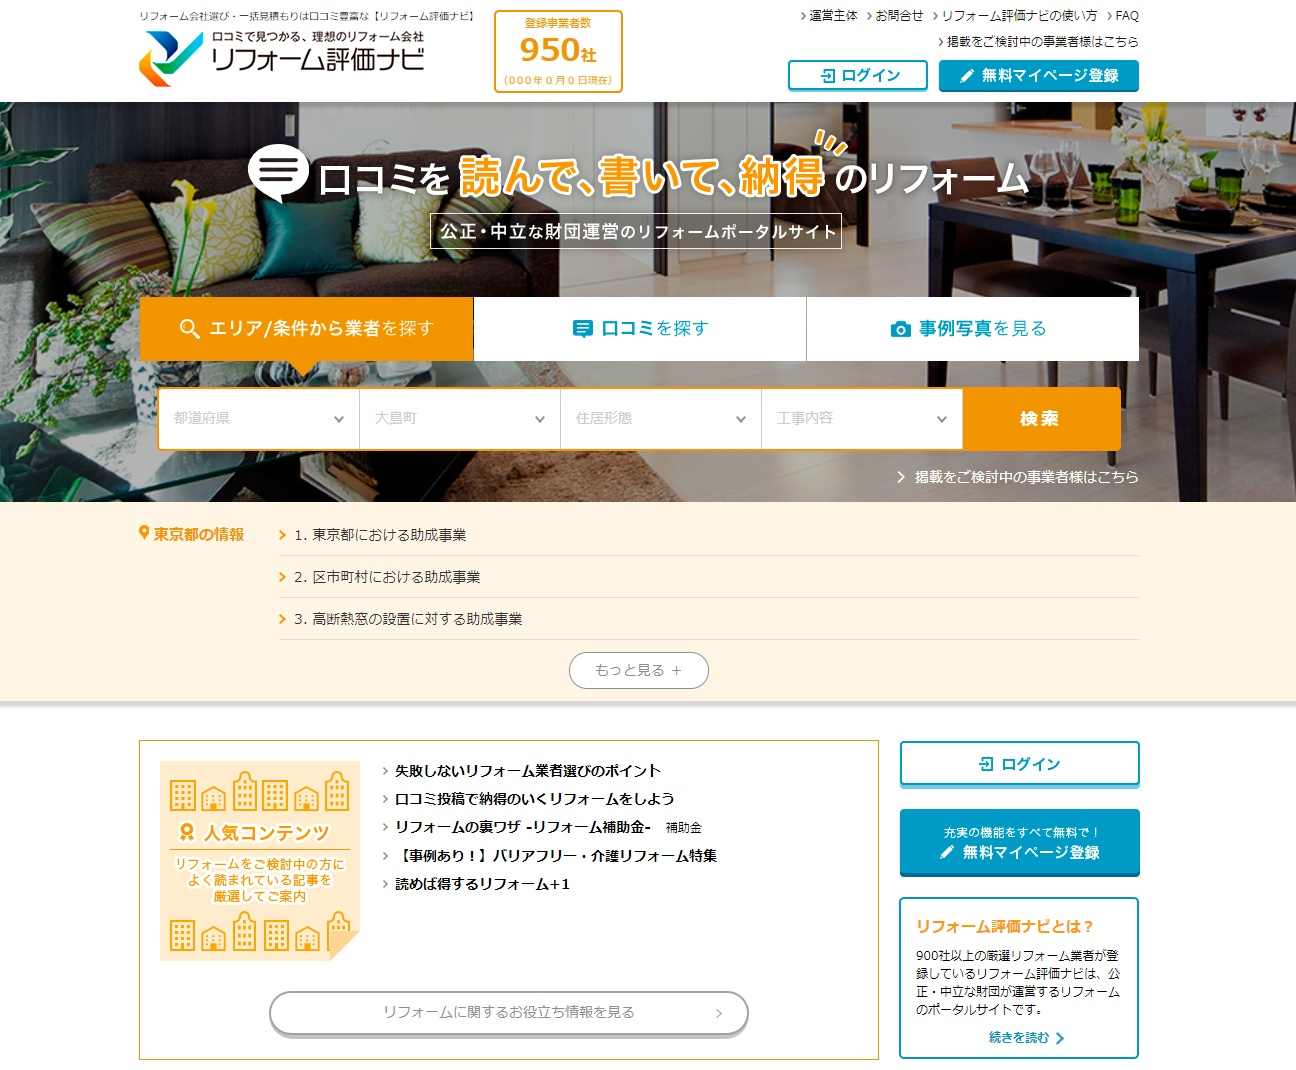 リフォーム会社選び・一括見積もりは口コミ豊富な【リフォーム評価ナビ】
口コミで見つかる、理想のリフォーム会社
リフォーム評価ナビ
登録事業者数
950社
(000年0月0日現在)
運営主体 お問合せ リフォーム評価ナビの使い方 FAQ
掲載をご検討中の事業者様はこちら
ログイン
無料マイページ登録
口コミを 読んで、書いて、納得 のリフォーム
公正・中立な財団運営のリフォームポータルサイト
エリア/条件から業者を探す
口コミを探す
事例写真を見る
都道府県
大島町
住居形態
工事内容
検索
掲載をご検討中の事業者様はこちら
東京都の情報
1. 東京都における助成事業
2. 区市町村における助成事業
3. 高断熱窓の設置に対する助成事業
もっと見る +
人気コンテンツ
リフォームをご検討中の方に
よく読まれている記事を
厳選してご案内
失敗しないリフォーム業者選びのポイント
口コミ投稿で納得のいくリフォームをしよう
リフォームの裏ワザ -リフォーム補助金- 補助金
【事例あり！】バリアフリー・介護リフォーム特集
読めば得するリフォーム+1
リフォームに関するお役立ち情報を見る
ログイン
充実の機能をすべて無料で！
無料マイページ登録
リフォーム評価ナビとは？
900社以上の厳選リフォーム業者が登
録しているリフォーム評価ナビは、公
正・中立な財団が運営するリフォーム
のポータルサイトです。
続きを読む